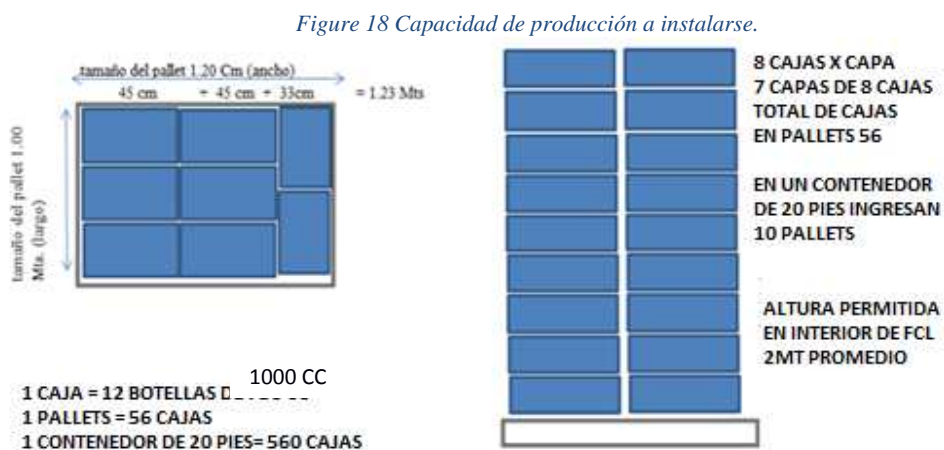 Figure 18 Capacidad de producción a instalarse.
tamaño del pallet 1.20 Cm (ancho)
45 cm + 45 cm + 33cm = 1.23 Mts
tamaño del pallet 1.00
Mta. (largo)
8 CAJAS X CAPA
7 CAPAS DE 8 CAJAS
TOTAL DE CAJAS
EN PALLETS 56
EN UN CONTENEDOR
DE 20 PIES INGRESAN
10 PALLETS
ALTURA PERMITIDA
EN INTERIOR DE FCL
2MT PROMEDIO
1 CAJA = 12 BOTELLAS 1000 CC
1 PALLETS = 56 CAJAS
1 CONTENEDOR DE 20 PIES= 560 CAJAS